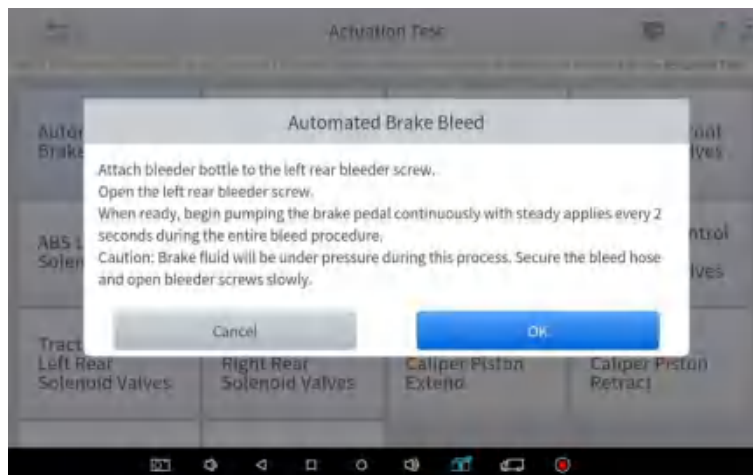 Actuation Test
Automated Brake Bleed
Attach bleeder bottle to the left rear bleeder screw.
Open the left rear bleeder screw.
When ready, begin pumping the brake pedal continuously with steady applies every 2
seconds during the entire bleed procedure.
Caution: Brake fluid will be under pressure during this process. Secure the bleed hose
and open bleeder screws slowly.
Cancel
OK
ABS
Left Rear
Solenoid Valves
Right Rear
Solenoid Valves
Caliper Piston
Extend
Caliper Piston
Retract